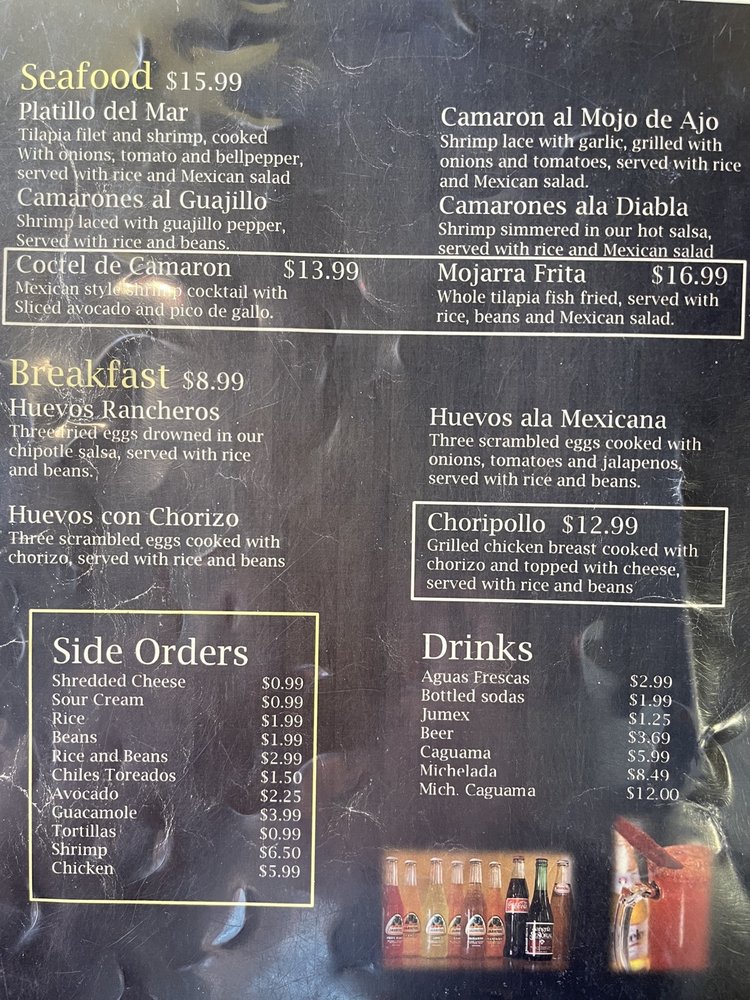 Seafood $15.99
Platillo del Mar
Tilapia filet and shrimp, cooked
With onions, tomato and bellpepper,
served with rice and Mexican salad
Camarones al Guajillo
Shrimp laced with guajillo pepper,
Served with rice and beans.
Camaron al Mojo de Ajo
Shrimp lace with garlic, grilled with
onions and tomatoes, served with rice
and Mexican salad.
Camarones ala Diabla
Shrimp simmered in our hot salsa,
served with rice and Mexican salad
Coctel de Camaron $13.99
Mexican style shrimp cocktail with
Sliced avocado and pico de gallo.
Mojarra Frita $16.99
Whole tilapia fish fried, served with
rice, beans and Mexican salad.
Breakfast $8.99
Huevos Rancheros
Three fried eggs drowned in our
chipotle salsa, served with rice
and beans.
Huevos ala Mexicana
Three scrambled eggs cooked with
onions, tomatoes and jalapenos,
served with rice and beans.
Huevos con Chorizo
Three scrambled eggs cooked with
chorizo, served with rice and beans
Choripollo $12.99
Grilled chicken breast cooked with
chorizo and topped with cheese,
served with rice and beans
Side Orders
Shredded Cheese $0.99
Sour Cream $0.99
Rice $1.99
Beans $1.99
Rice and Beans $2.99
Chiles Toreados $1.50
Avocado $2.25
Guacamole $3.99
Tortillas $0.99
Shrimp $6.50
Chicken $5.99
Drinks
Aguas Frescas $2.99
Bottled sodas $1.99
Jumex $1.25
Beer $3.69
Caguama $5.99
Michelada $8.49
Mich. Caguama $12.00
Coca-Cola